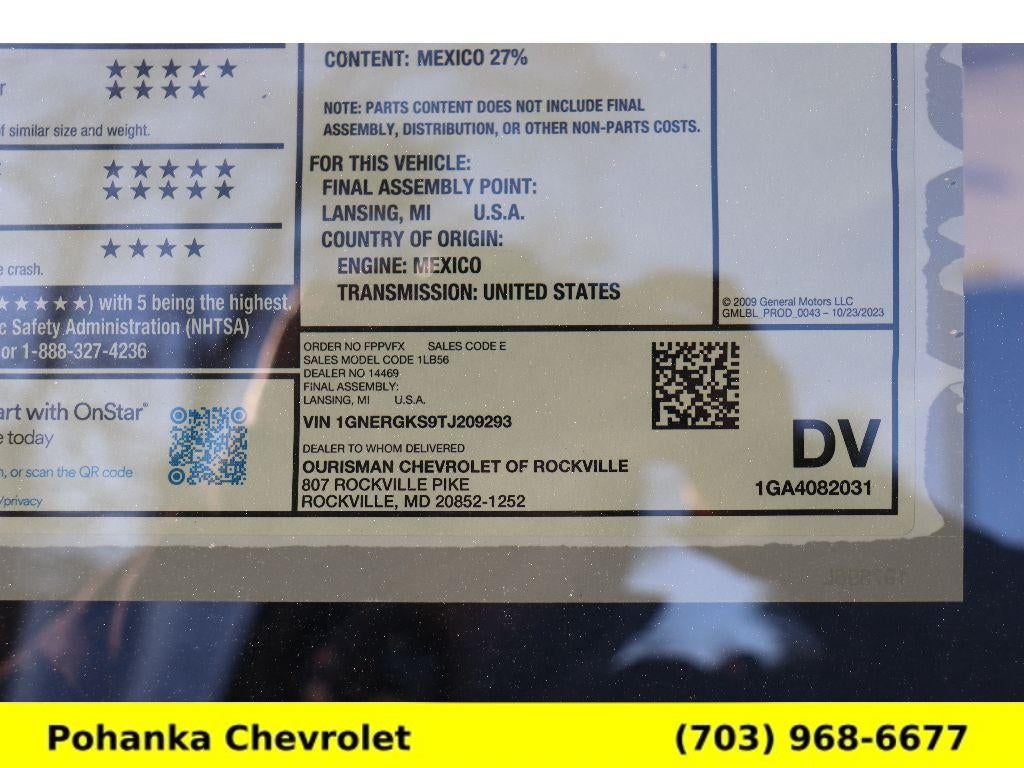 CONTENT: MEXICO 27%
NOTE: PARTS CONTENT DOES NOT INCLUDE FINAL
ASSEMBLY, DISTRIBUTION, OR OTHER NON-PARTS COSTS.
of similar size and weight.
FOR THIS VEHICLE:
FINAL ASSEMBLY POINT:
LANSING, MI U.S.A.
COUNTRY OF ORIGIN:
ENGINE: MEXICO
TRANSMISSION: UNITED STATES
e crash.
★★★★★) with 5 being the highest.
c Safety Administration (NHTSA)
or 1-888-327-4236
© 2009 General Motors LLC
GMLBL_PROD_0043 - 10/23/2023
ORDER NO FPPVFX SALES CODE E
SALES MODEL CODE 1LB56
DEALER NO 14469
FINAL ASSEMBLY:
LANSING, MI U.S.A.
VIN 1GNERGKS9TJ209293
DEALER TO WHOM DELIVERED
OURISMAN CHEVROLET OF ROCKVILLE
807 ROCKVILLE PIKE
ROCKVILLE, MD 20852-1252
art with OnStar®
e today
n, or scan the QR code
/privacy
DV
1GA4082031
Pohanka Chevrolet (703) 968-6677